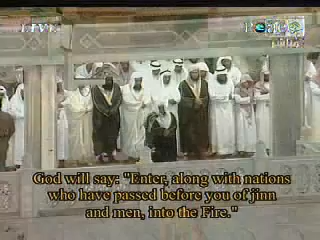 LIVE
God will say: "Enter, along with nations
who have passed before you of jinn
and men, into the Fire."